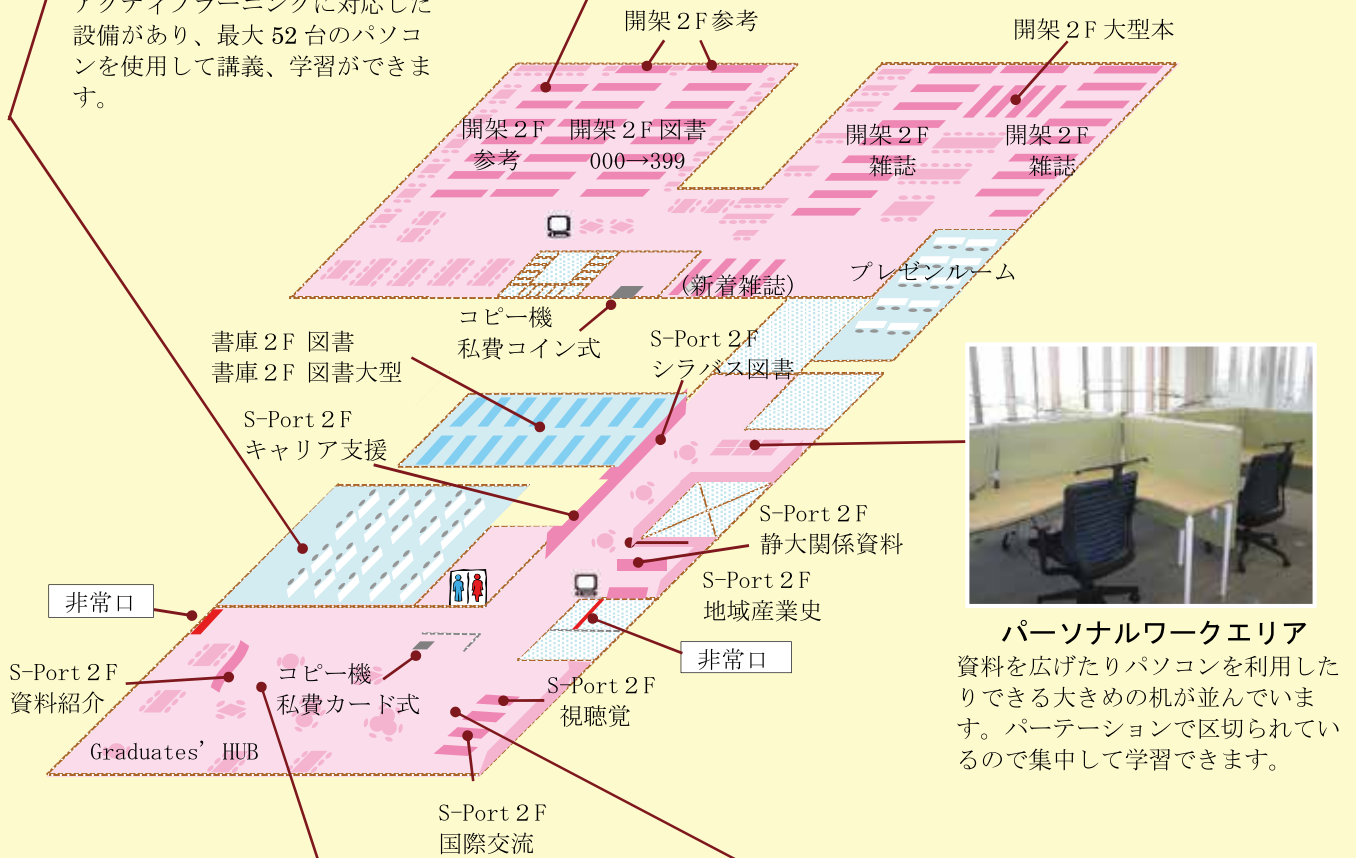 アクティブラーニングに対応した
設備があり、最大 52 台のパソコ
ンを使用して講義、学習ができま
す。
開架２F 参考
開架２F 大型本
開架２F
参考
開架２F 図書
000→399
開架２F
雑誌
開架２F
雑誌
(新着雑誌)
プレゼンルーム
コピー機
私費コイン式
書庫２F 図書
書庫２F 図書大型
S-Port２F
シラバス図書
S-Port２F
キャリア支援
S-Port２F
静大関係資料
S-Port２F
地域産業史
非常口
非常口
S-Port２F
資料紹介
コピー機
私費カード式
S-Port２F
視聴覚
Graduates’ HUB
S-Port２F
国際交流
パーソナルワークエリア
資料を広げたりパソコンを利用した
りできる大きめの机が並んでいま
す。パーテーションで区切られてい
るので集中して学習できます。